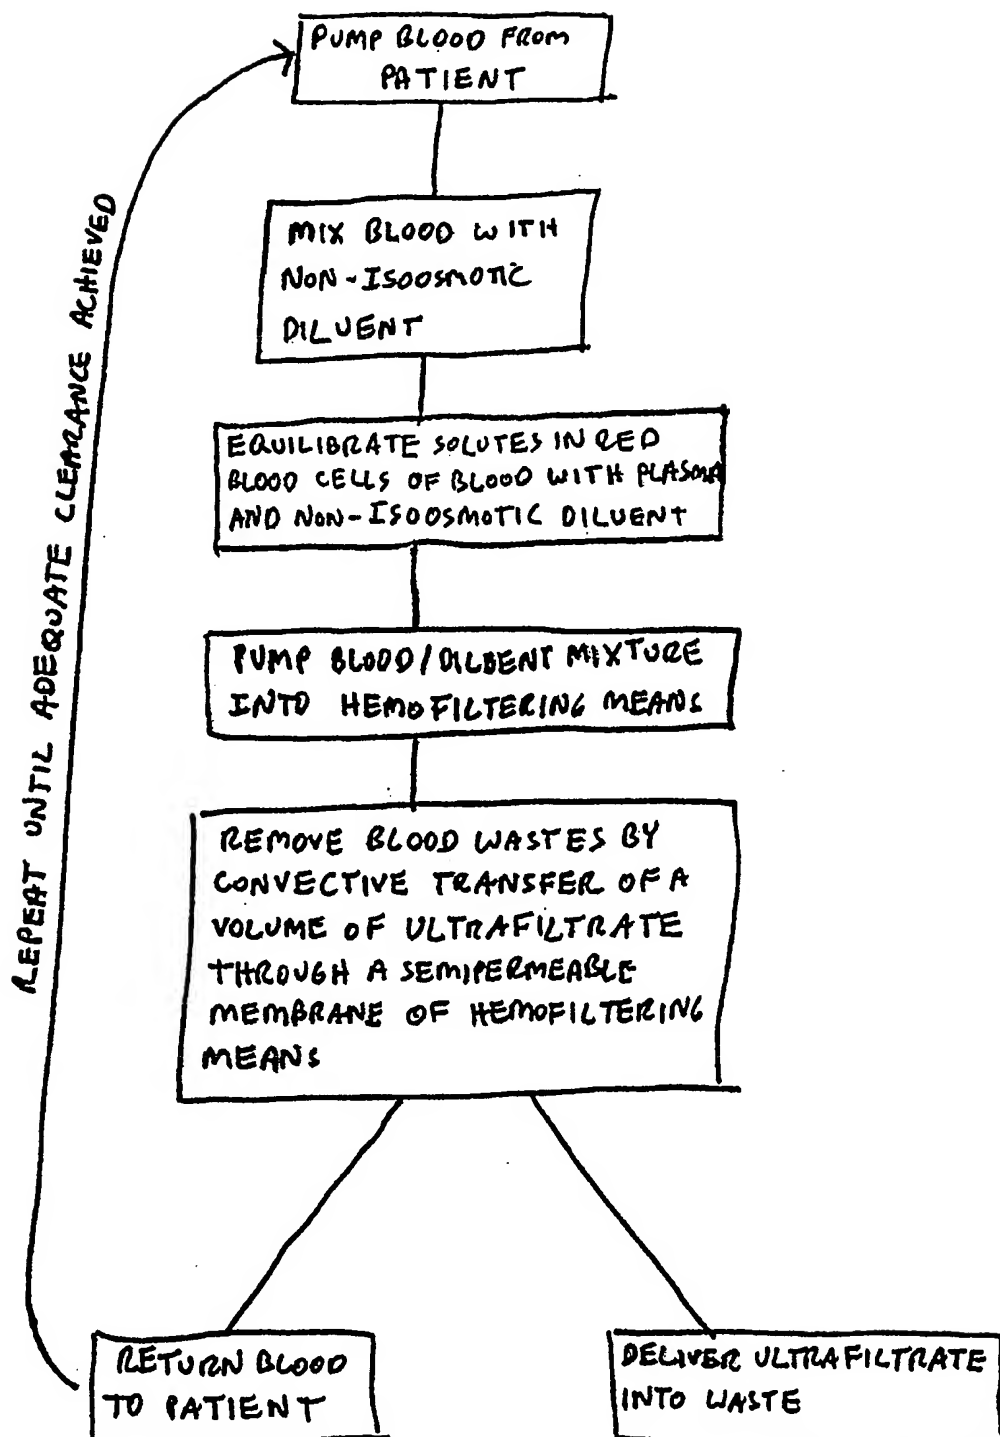 PUMP BLOOD FROM
PATIENT
MIX BLOOD WITH
NON-ISOOSMOTIC
DILUENT
EQUILIBRATE SOLUTES IN RED
BLOOD CELLS OF BLOOD WITH PLASMA
AND NON-ISOOSMOTIC DILUENT
PUMP BLOOD/DILBENT MIXTURE
INTO HEMOFILTERING MEANS
REMOVE BLOOD WASTES BY
CONVECTIVE TRANSFER OF A
VOLUME OF ULTRAFILTRATE
THROUGH A SEMIPERMEABLE
MEMBRANE OF HEMOFILTERING
MEANS
RETURN BLOOD
TO PATIENT
DELIVER ULTRAFILTRATE
INTO WASTE
REPEAT UNTIL ADEQUATE CLEARANCE ACHIEVED